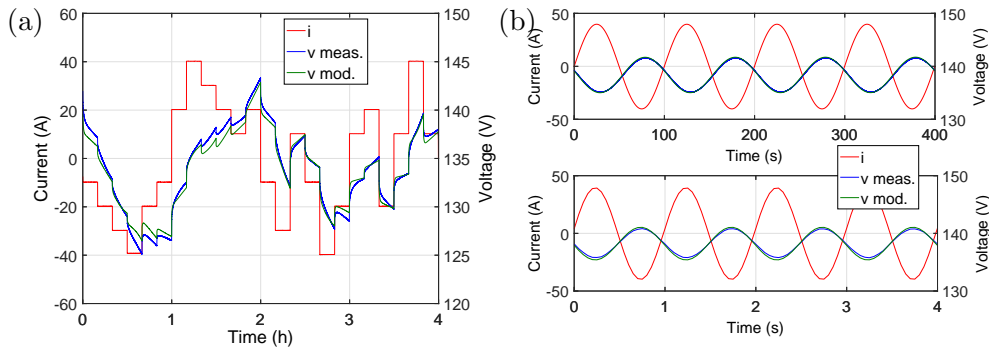 (a)
i
v meas.
v mod.
Current (A)
60
40
20
0
-20
-40
-60
150
145
140
135
130
125
120
Voltage (V)
0
1
2
3
4
Time (h)
(b)
Current (A)
50
0
-50
150
140
130
Voltage (V)
0
100
200
300
400
Time (s)
i
v meas.
v mod.
Current (A)
50
0
-50
150
140
130
Voltage (V)
0
1
2
3
4
Time (s)